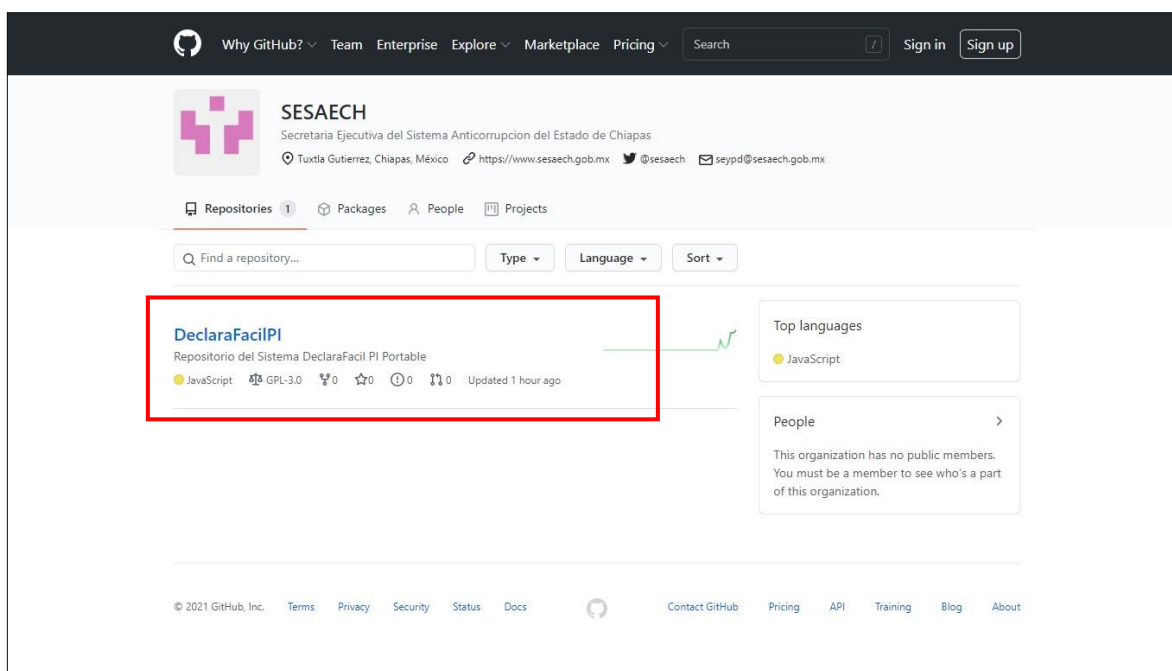 Why GitHub? Team Enterprise Explore Marketplace Pricing Search / Sign in Sign up
SESAECH
Secretaria Ejecutiva del Sistema Anticorrupcion del Estado de Chiapas
Tuxtla Gutierrez, Chiapas, México https://www.sesaech.gob.mx @sesaech seypd@sesaech.gob.mx
Repositories 1 Packages People Projects
Find a repository... Type Language Sort
DeclaraFacilPI
Repositorio del Sistema DeclaraFacil PI Portable
JavaScript GPL-3.0 0 0 0 0 Updated 1 hour ago
Top languages
JavaScript
People
This organization has no public members.
You must be a member to see who's a part
of this organization.
© 2021 GitHub, Inc. Terms Privacy Security Status Docs Contact GitHub Pricing API Training Blog About